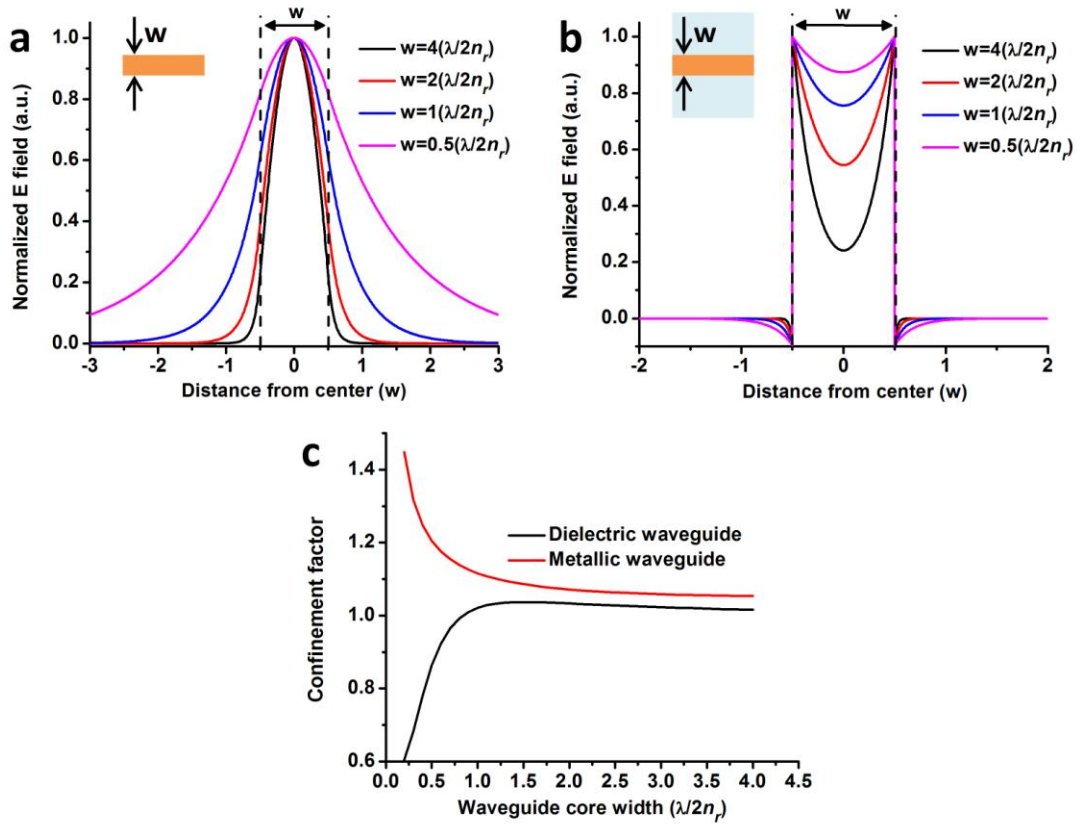 a
w
w
w=4(λ/2nr)
w=2(λ/2nr)
w=1(λ/2nr)
w=0.5(λ/2nr)
Normalized E field (a.u.)
1.0
0.8
0.6
0.4
0.2
0.0
-3 -2 -1 0 1 2 3
Distance from center (w)
b
w
w
w=4(λ/2nr)
w=2(λ/2nr)
w=1(λ/2nr)
w=0.5(λ/2nr)
Normalized E field (a.u.)
1.0
0.8
0.6
0.4
0.2
0.0
-2 -1 0 1 2
Distance from center (w)
c
Dielectric waveguide
Metallic waveguide
Confinement factor
1.4
1.2
1.0
0.8
0.6
0.0 0.5 1.0 1.5 2.0 2.5 3.0 3.5 4.0 4.5
Waveguide core width (λ/2nr)